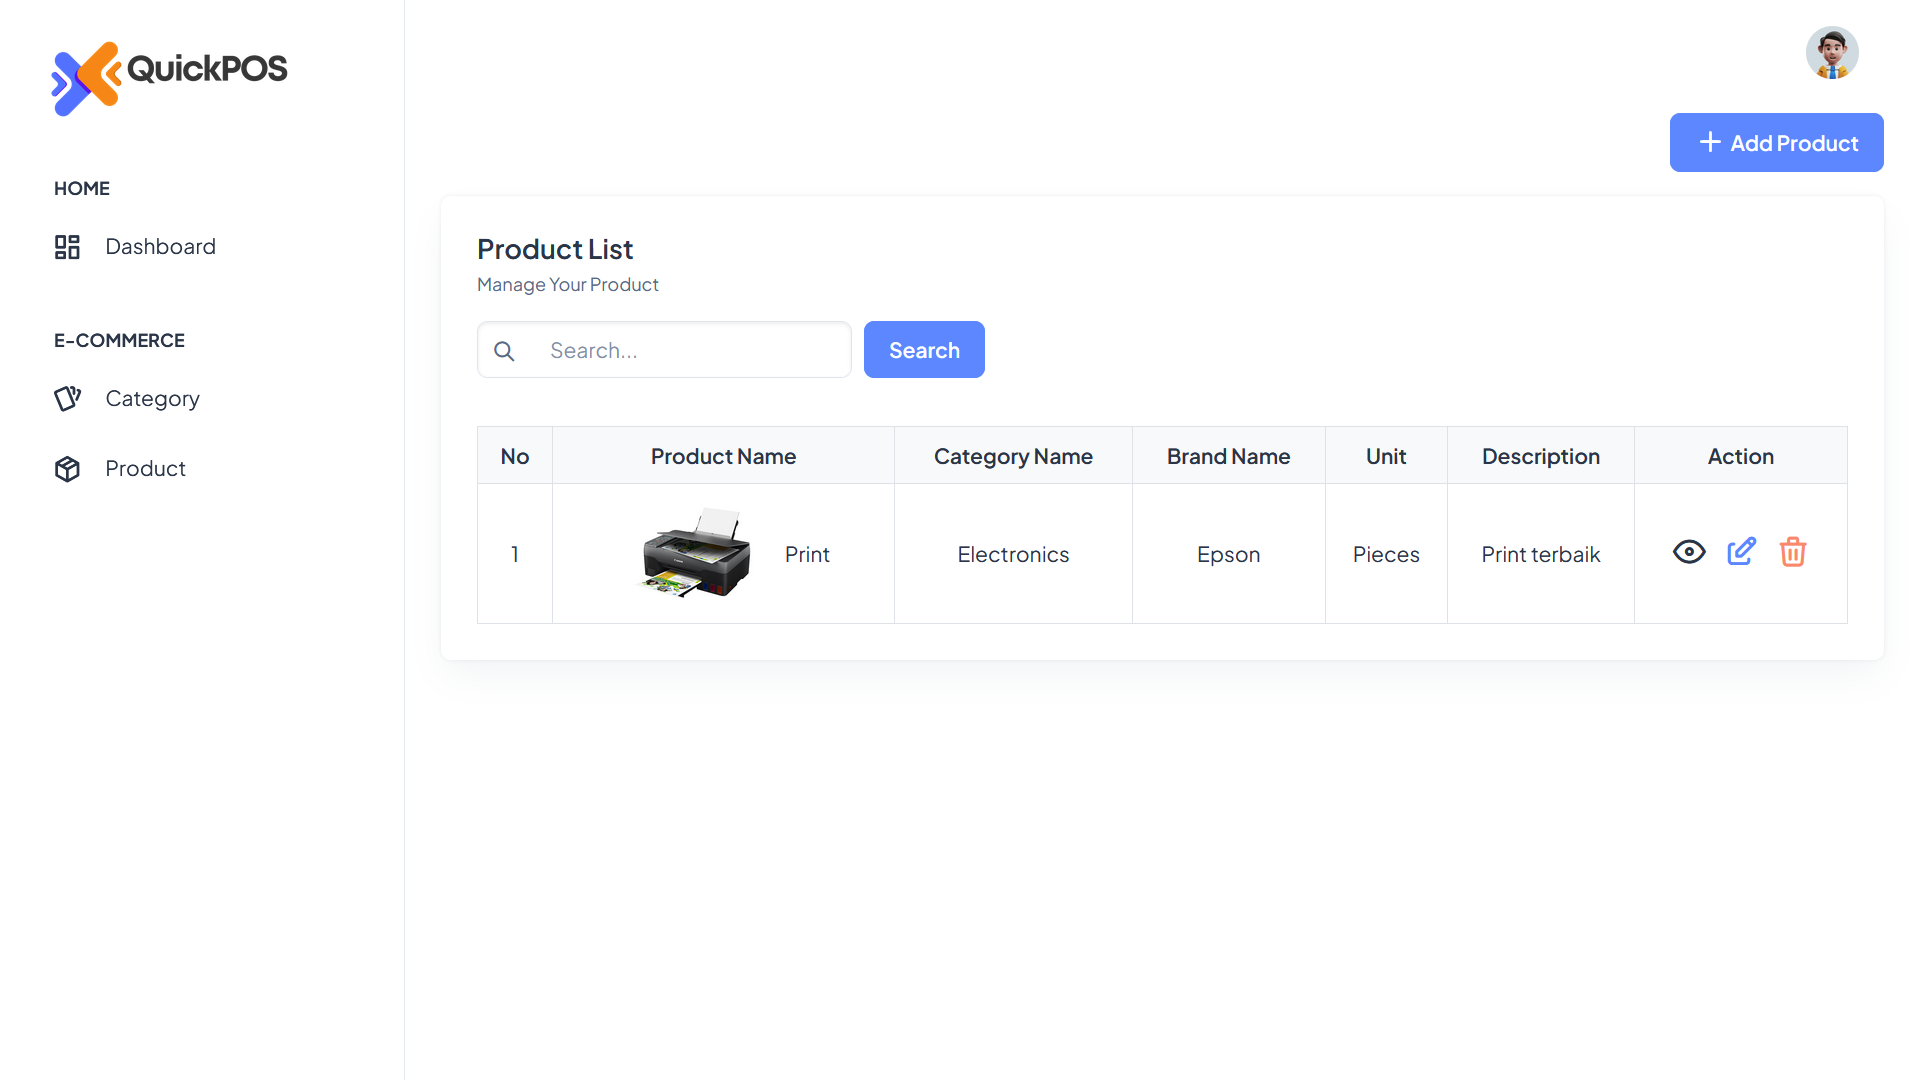 QuickPOS
HOME
Dashboard
E-COMMERCE
Category
Product
Add Product
Product List
Manage Your Product
Search...
Search
No Product Name Category Name Brand Name Unit Description Action
1 Print Electronics Epson Pieces Print terbaik